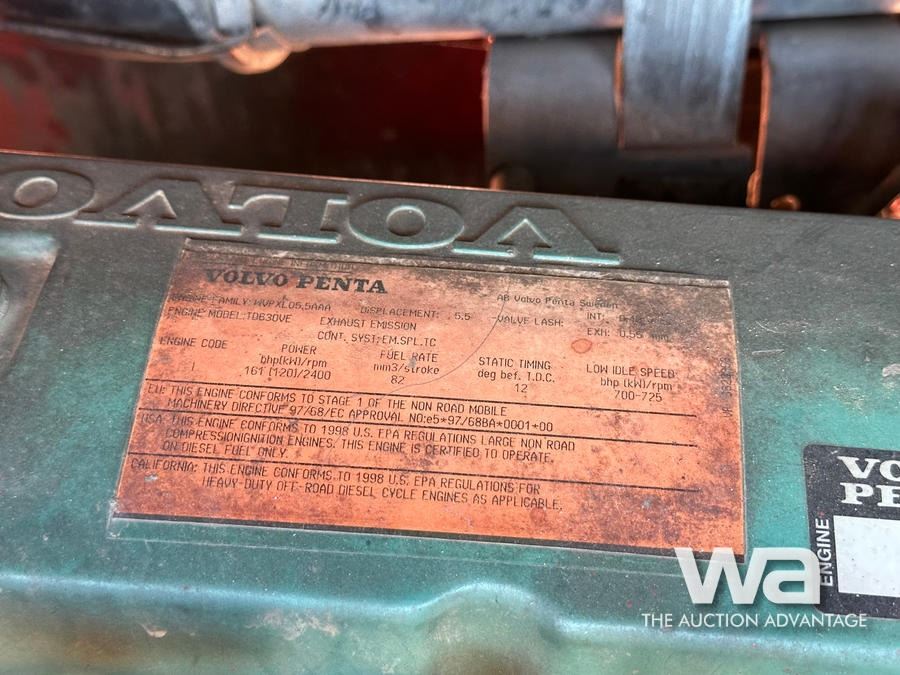 VOLVO
VOLVO PENTA
ENGINE FAMILY: WVPXL05.5AAA DISPLACEMENT: 5.5
ENGINE MODEL: TD630VE EXHAUST EMISSION
CONT. SYST: EM.SPL.TC
AB Volvo Penta Sweden
VALVE LASH: INT:
EXH: 0.55 mm
ENGINE CODE POWER FUEL RATE STATIC TIMING LOW IDLE SPEED
bhp(kW)/rpm mm3/stroke deg bef. T.D.C. bhp (kW)/rpm
161 (120)/2400 82 12 700-725
EU: THIS ENGINE CONFORMS TO STAGE 1 OF THE NON ROAD MOBILE
MACHINERY DIRECTIVE 97/68/EC APPROVAL NO:e5*97/68BA*0001*00
USA: THIS ENGINE CONFORMS TO 1998 U.S. EPA REGULATIONS LARGE NON ROAD
COMPRESSIONIGNITION ENGINES. THIS ENGINE IS CERTIFIED TO OPERATE.
ON DIESEL FUEL ONLY.
CALIFORNIA: THIS ENGINE CONFORMS TO 1998 U.S. EPA REGULATIONS FOR
HEAVY-DUTY OFF-ROAD DIESEL CYCLE ENGINES AS APPLICABLE.
VO
PE
ENGINE
wa
THE AUCTION ADVANTAGE